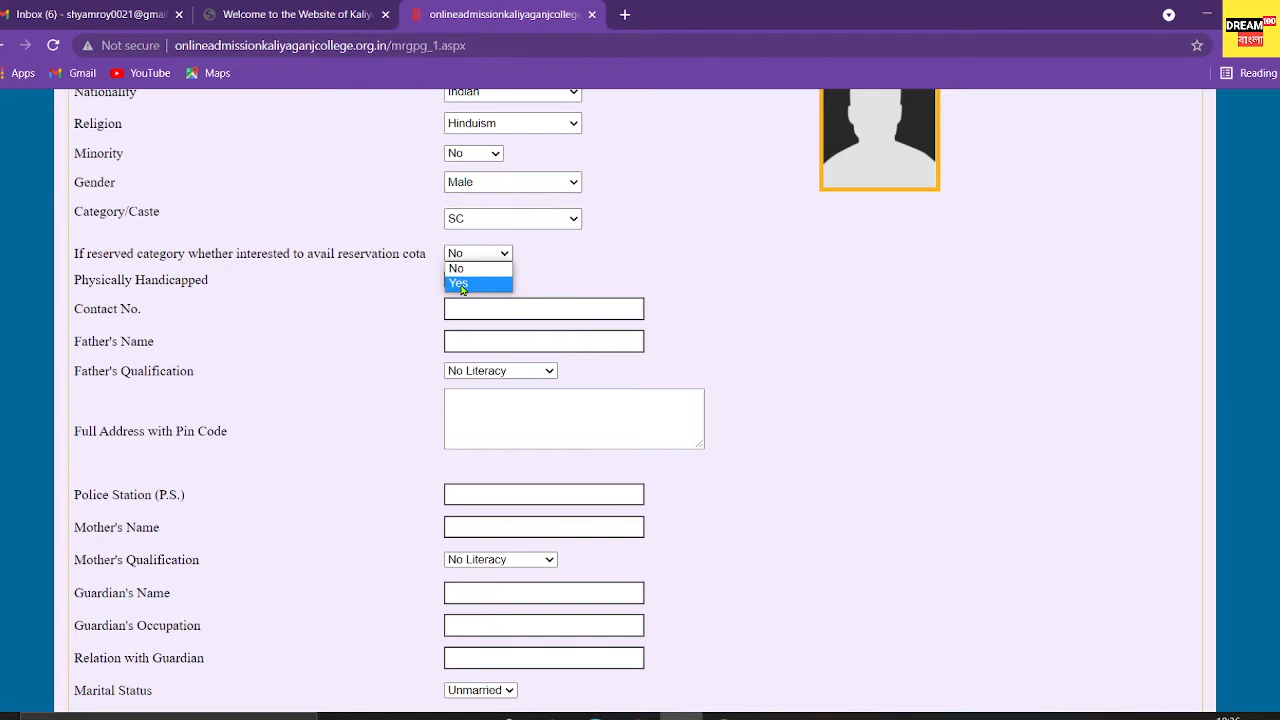 Inbox (6) - shyamroy0021@gma
Welcome to the Website of Kaliy
onlineadmissionkaliyaganjcolleg
Not secure
onlineadmissionkaliyaganjcollege.org.in/mrgpg_1.aspx
DREAM100
বাংলা
Apps
Gmail
YouTube
Maps
Reading
Nationality Indian
Religion Hinduism
Minority No
Gender Male
Category/Caste SC
If reserved category whether interested to avail reservation cota No
No
Physically Handicapped Yes
Contact No.
Father's Name
Father's Qualification No Literacy
Full Address with Pin Code
Police Station (P.S.)
Mother's Name
Mother's Qualification No Literacy
Guardian's Name
Guardian's Occupation
Relation with Guardian
Marital Status Unmarried